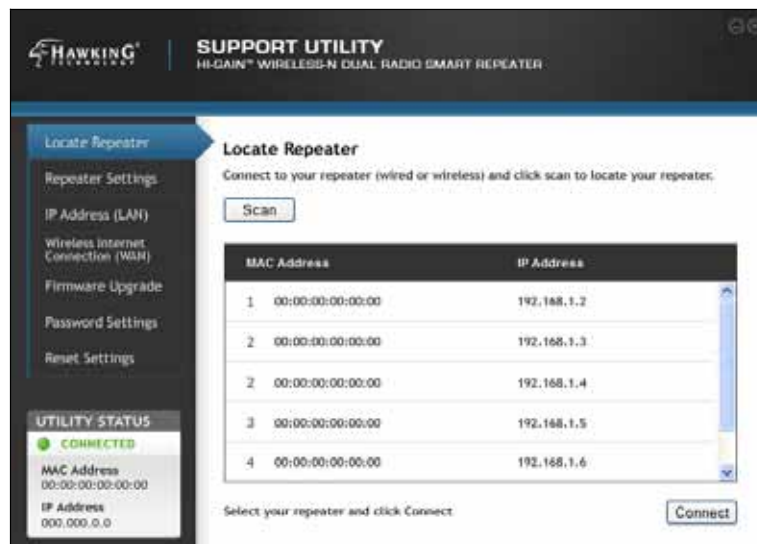 HAWKING
TECHNOLOGY
SUPPORT UTILITY
HI-GAIN™ WIRELESS-N DUAL RADIO SMART REPEATER
Locate Repeater
Repeater Settings
IP Address (LAN)
Wireless Internet
Connection (WAN)
Firmware Upgrade
Password Settings
Reset Settings
UTILITY STATUS
CONNECTED
MAC Address
00:00:00:00:00:00
IP Address
000.000.0.0
Locate Repeater
Connect to your repeater (wired or wireless) and click scan to locate your repeater.
Scan
MAC Address IP Address
1 00:00:00:00:00:00 192.168.1.2
2 00:00:00:00:00:00 192.168.1.3
2 00:00:00:00:00:00 192.168.1.4
3 00:00:00:00:00:00 192.168.1.5
4 00:00:00:00:00:00 192.168.1.6
Select your repeater and click Connect
Connect